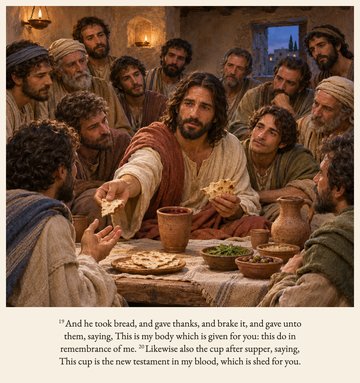 ¹⁹ And he took bread, and gave thanks, and brake it, and gave unto
them, saying, This is my body which is given for you: this do in
remembrance of me. ²⁰ Likewise also the cup after supper, saying,
This cup is the new testament in my blood, which is shed for you.